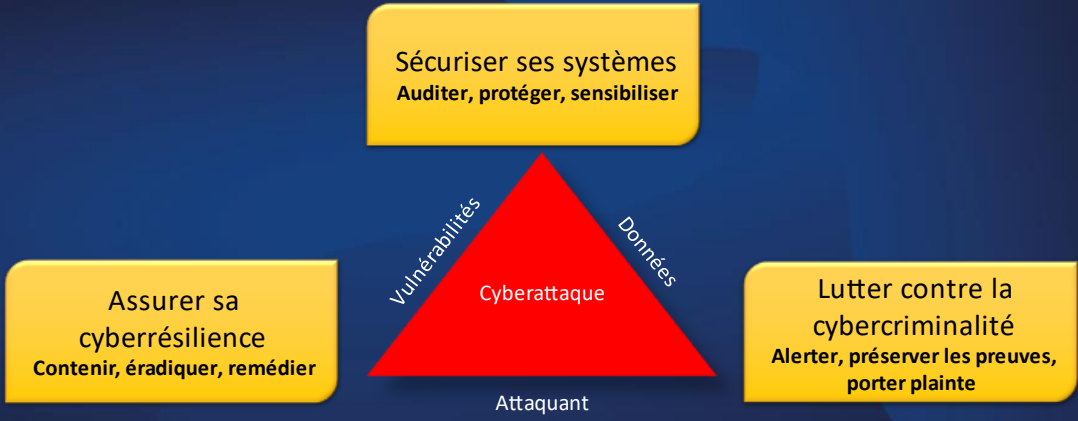 Sécuriser ses systèmes
Auditer, protéger, sensibiliser
Vulnérabilités
Données
Cyberattaque
Assurer sa
cyberrésilience
Contenir, éradiquer, remédier
Lutter contre la
cybercriminalité
Alerter, préserver les preuves,
porter plainte
Attaquant